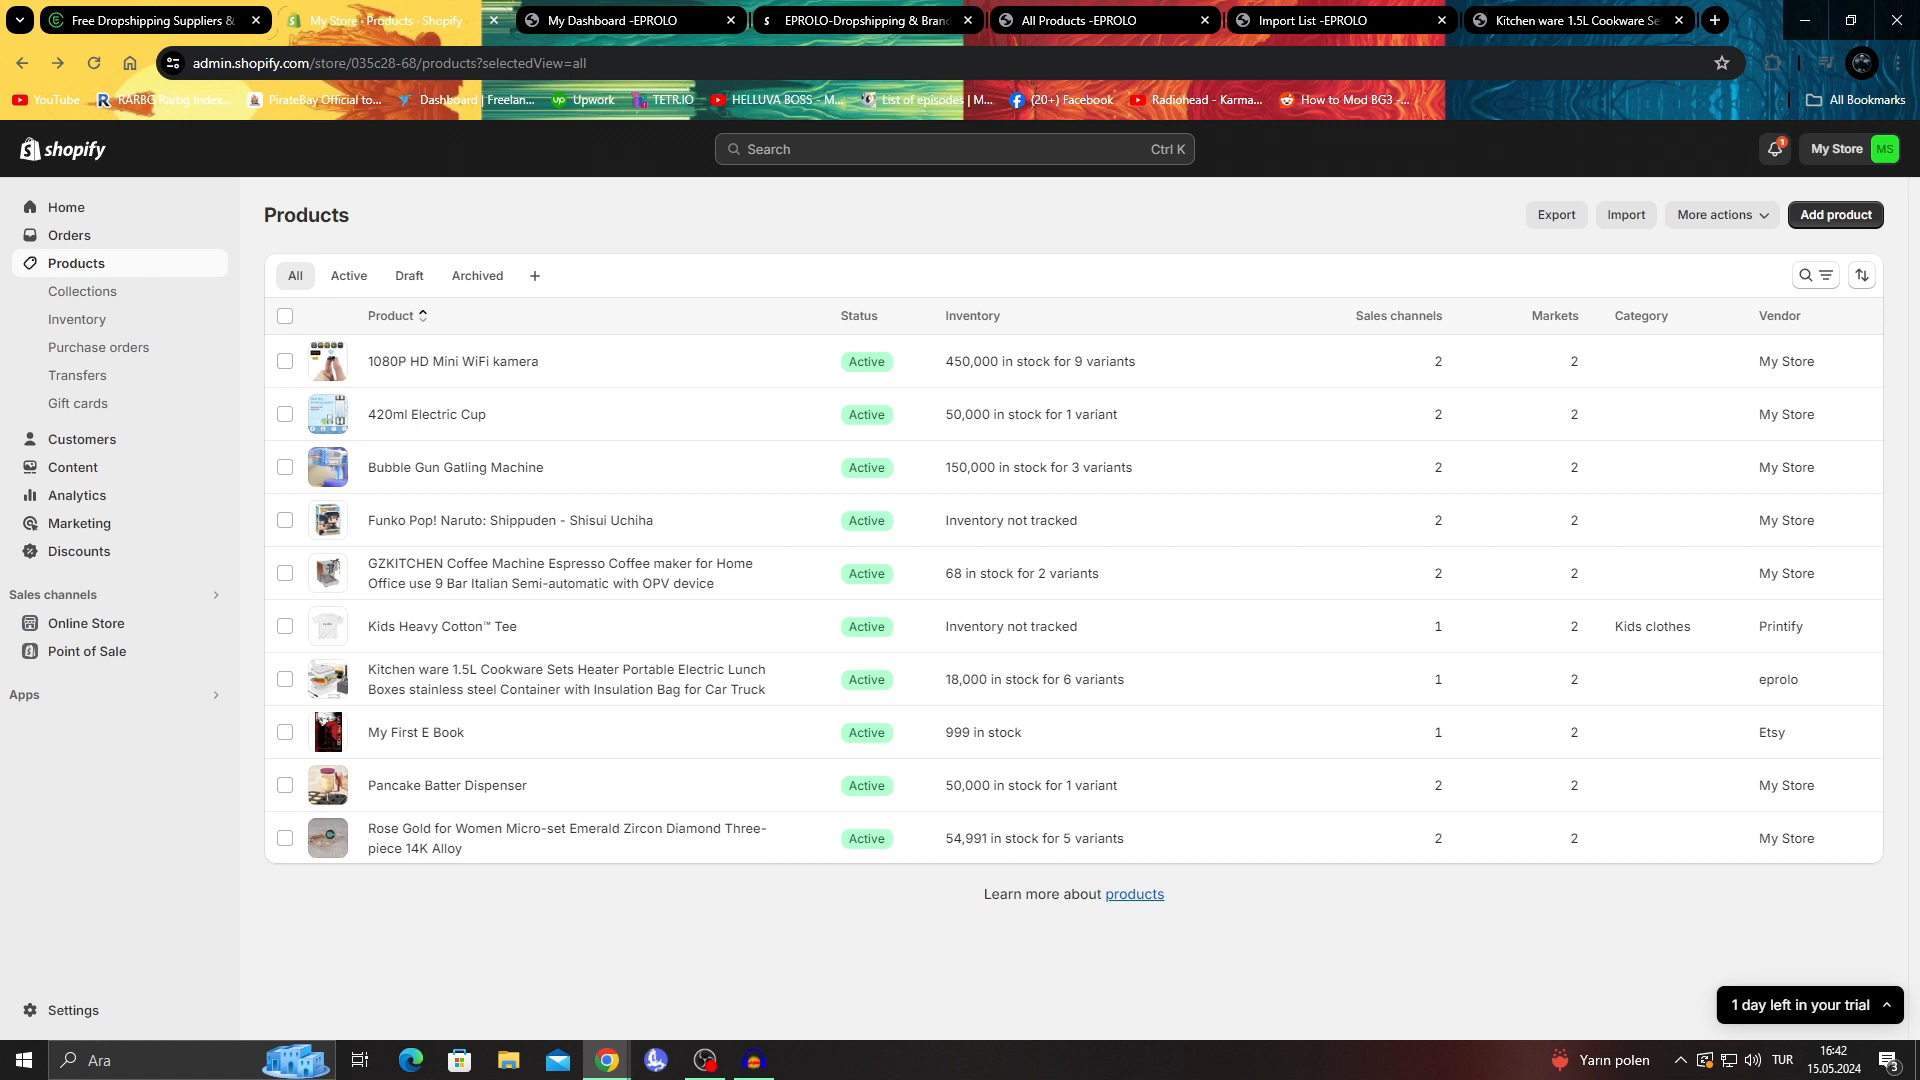 Free Dropshipping Suppliers &
My Store · Products · Shopify
My Dashboard -EPROLO
EPROLO-Dropshipping & Brand
All Products -EPROLO
Import List -EPROLO
Kitchen ware 1.5L Cookware Se
admin.shopify.com/store/035c28-68/products?selectedView=all
YouTube
RARBG Rarbg Index...
PirateBay Official to...
Dashboard | Freelan...
Upwork
TETR.IO
HELLUVA BOSS - M...
List of episodes | M...
(20+) Facebook
Radiohead - Karma...
How to Mod BG3 -...
All Bookmarks
shopify
Search
Ctrl K
1
My Store
MS
Home
Orders
Products
Collections
Inventory
Purchase orders
Transfers
Gift cards
Customers
Content
Analytics
Marketing
Discounts
Sales channels
Online Store
Point of Sale
Apps
Settings
Products
Export
Import
More actions
Add product
All
Active
Draft
Archived
Product
Status
Inventory
Sales channels
Markets
Category
Vendor
1080P HD Mini WiFi kamera
Active
450,000 in stock for 9 variants
2
2
My Store
420ml Electric Cup
Active
50,000 in stock for 1 variant
2
2
My Store
Bubble Gun Gatling Machine
Active
150,000 in stock for 3 variants
2
2
My Store
Funko Pop! Naruto: Shippuden - Shisui Uchiha
Active
Inventory not tracked
2
2
My Store
GZKITCHEN Coffee Machine Espresso Coffee maker for Home
Office use 9 Bar Italian Semi-automatic with OPV device
Active
68 in stock for 2 variants
2
2
My Store
Kids Heavy Cotton™ Tee
Active
Inventory not tracked
1
2
Kids clothes
Printify
Kitchen ware 1.5L Cookware Sets Heater Portable Electric Lunch
Boxes stainless steel Container with Insulation Bag for Car Truck
Active
18,000 in stock for 6 variants
1
2
eprolo
My First E Book
Active
999 in stock
1
2
Etsy
Pancake Batter Dispenser
Active
50,000 in stock for 1 variant
2
2
My Store
Rose Gold for Women Micro-set Emerald Zircon Diamond Three-
piece 14K Alloy
Active
54,991 in stock for 5 variants
2
2
My Store
Learn more about products
1 day left in your trial
Ara
Yarın polen
TUR
16:42
15.05.2024
3